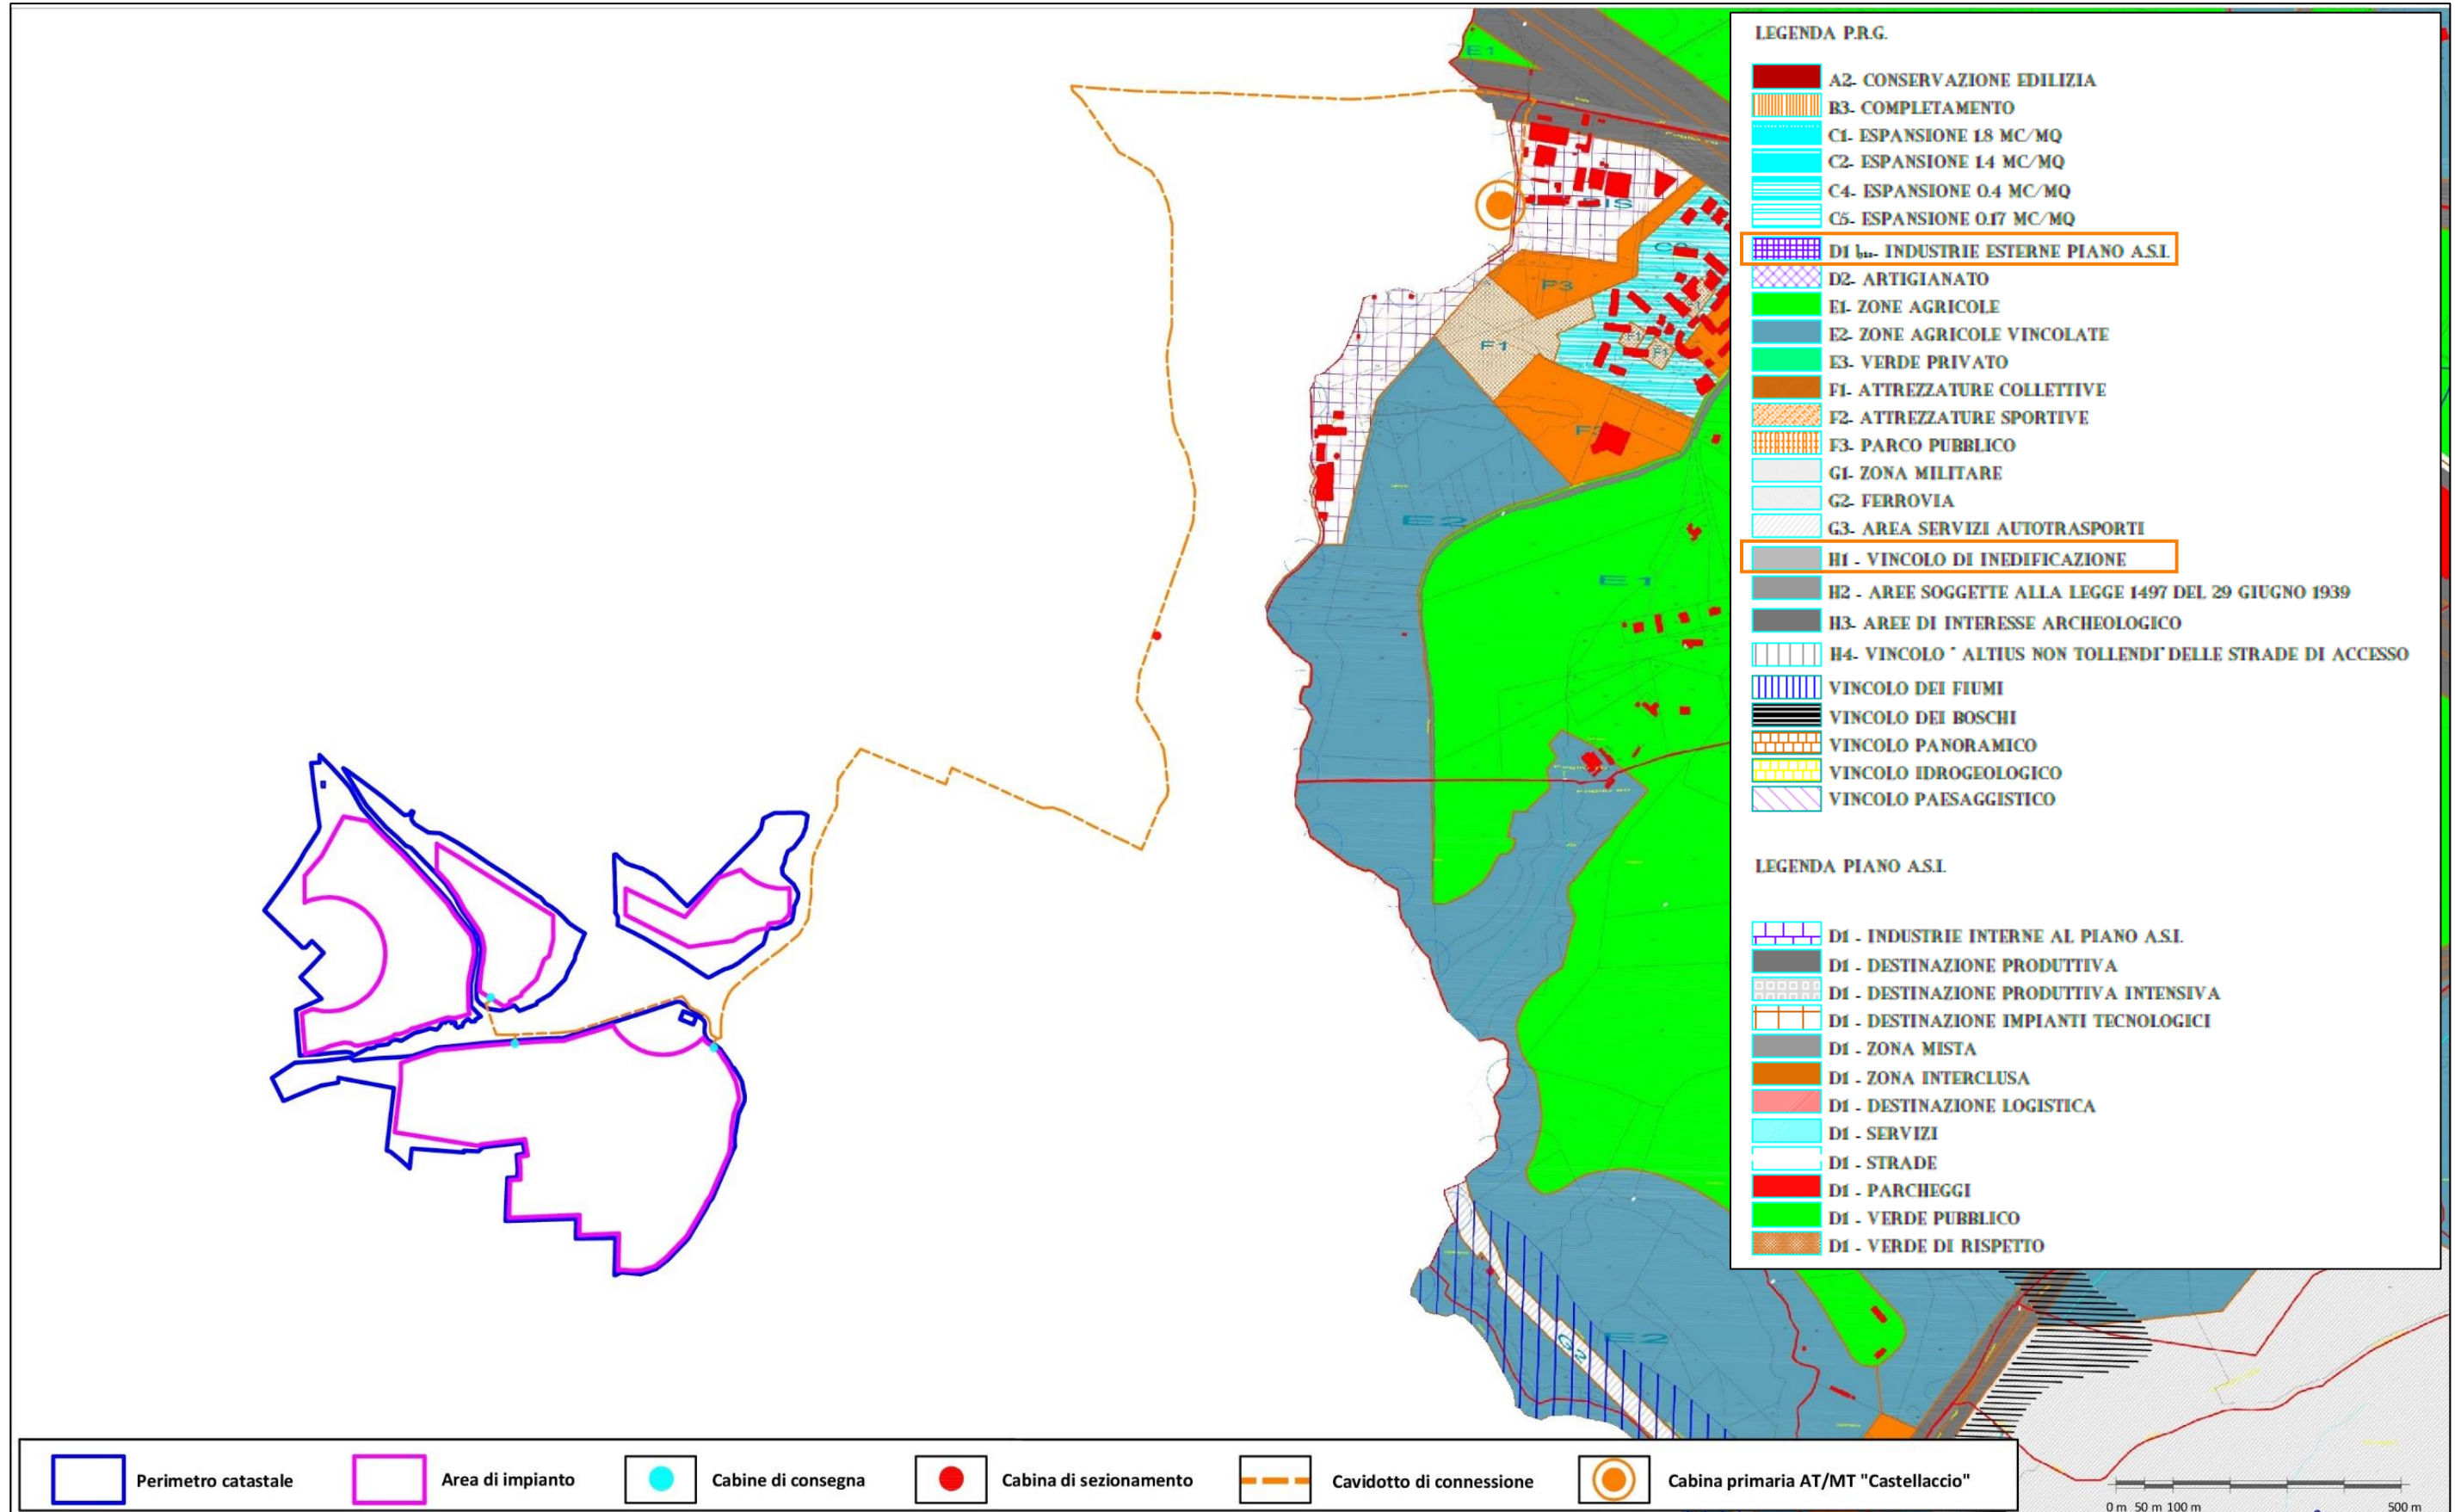 E1
IS
C2
F3
F1
F1
F1
E2
E1
G2
E2
LEGENDA P.R.G.
A2- CONSERVAZIONE EDILIZIA
B3- COMPLETAMENTO
C1- ESPANSIONE 1.8 MC/MQ
C2- ESPANSIONE 1.4 MC/MQ
C4- ESPANSIONE 0.4 MC/MQ
C5- ESPANSIONE 0.17 MC/MQ
D1 bis- INDUSTRIE ESTERNE PIANO A.S.I.
D2- ARTIGIANATO
E1- ZONE AGRICOLE
E2- ZONE AGRICOLE VINCOLATE
E3- VERDE PRIVATO
F1- ATTREZZATURE COLLETTIVE
F2- ATTREZZATURE SPORTIVE
F3- PARCO PUBBLICO
G1- ZONA MILITARE
G2- FERROVIA
G3- AREA SERVIZI AUTOTRASPORTI
H1 - VINCOLO DI INEDIFICAZIONE
H2 - AREE SOGGETTE ALLA LEGGE 1497 DEL 29 GIUGNO 1939
H3- AREE DI INTERESSE ARCHEOLOGICO
H4- VINCOLO " ALTIUS NON TOLLENDI" DELLE STRADE DI ACCESSO
VINCOLO DEI FIUMI
VINCOLO DEI BOSCHI
VINCOLO PANORAMICO
VINCOLO IDROGEOLOGICO
VINCOLO PAESAGGISTICO
LEGENDA PIANO A.S.I.
D1 - INDUSTRIE INTERNE AL PIANO A.S.I.
D1 - DESTINAZIONE PRODUTTIVA
D1 - DESTINAZIONE PRODUTTIVA INTENSIVA
D1 - DESTINAZIONE IMPIANTI TECNOLOGICI
D1 - ZONA MISTA
D1 - ZONA INTERCLUSA
D1 - DESTINAZIONE LOGISTICA
D1 - SERVIZI
D1 - STRADE
D1 - PARCHEGGI
D1 - VERDE PUBBLICO
D1 - VERDE DI RISPETTO
Perimetro catastale
Area di impianto
Cabine di consegna
Cabina di sezionamento
Cavidotto di connessione
Cabina primaria AT/MT "Castellaccio"
0 m 50 m 100 m 500 m